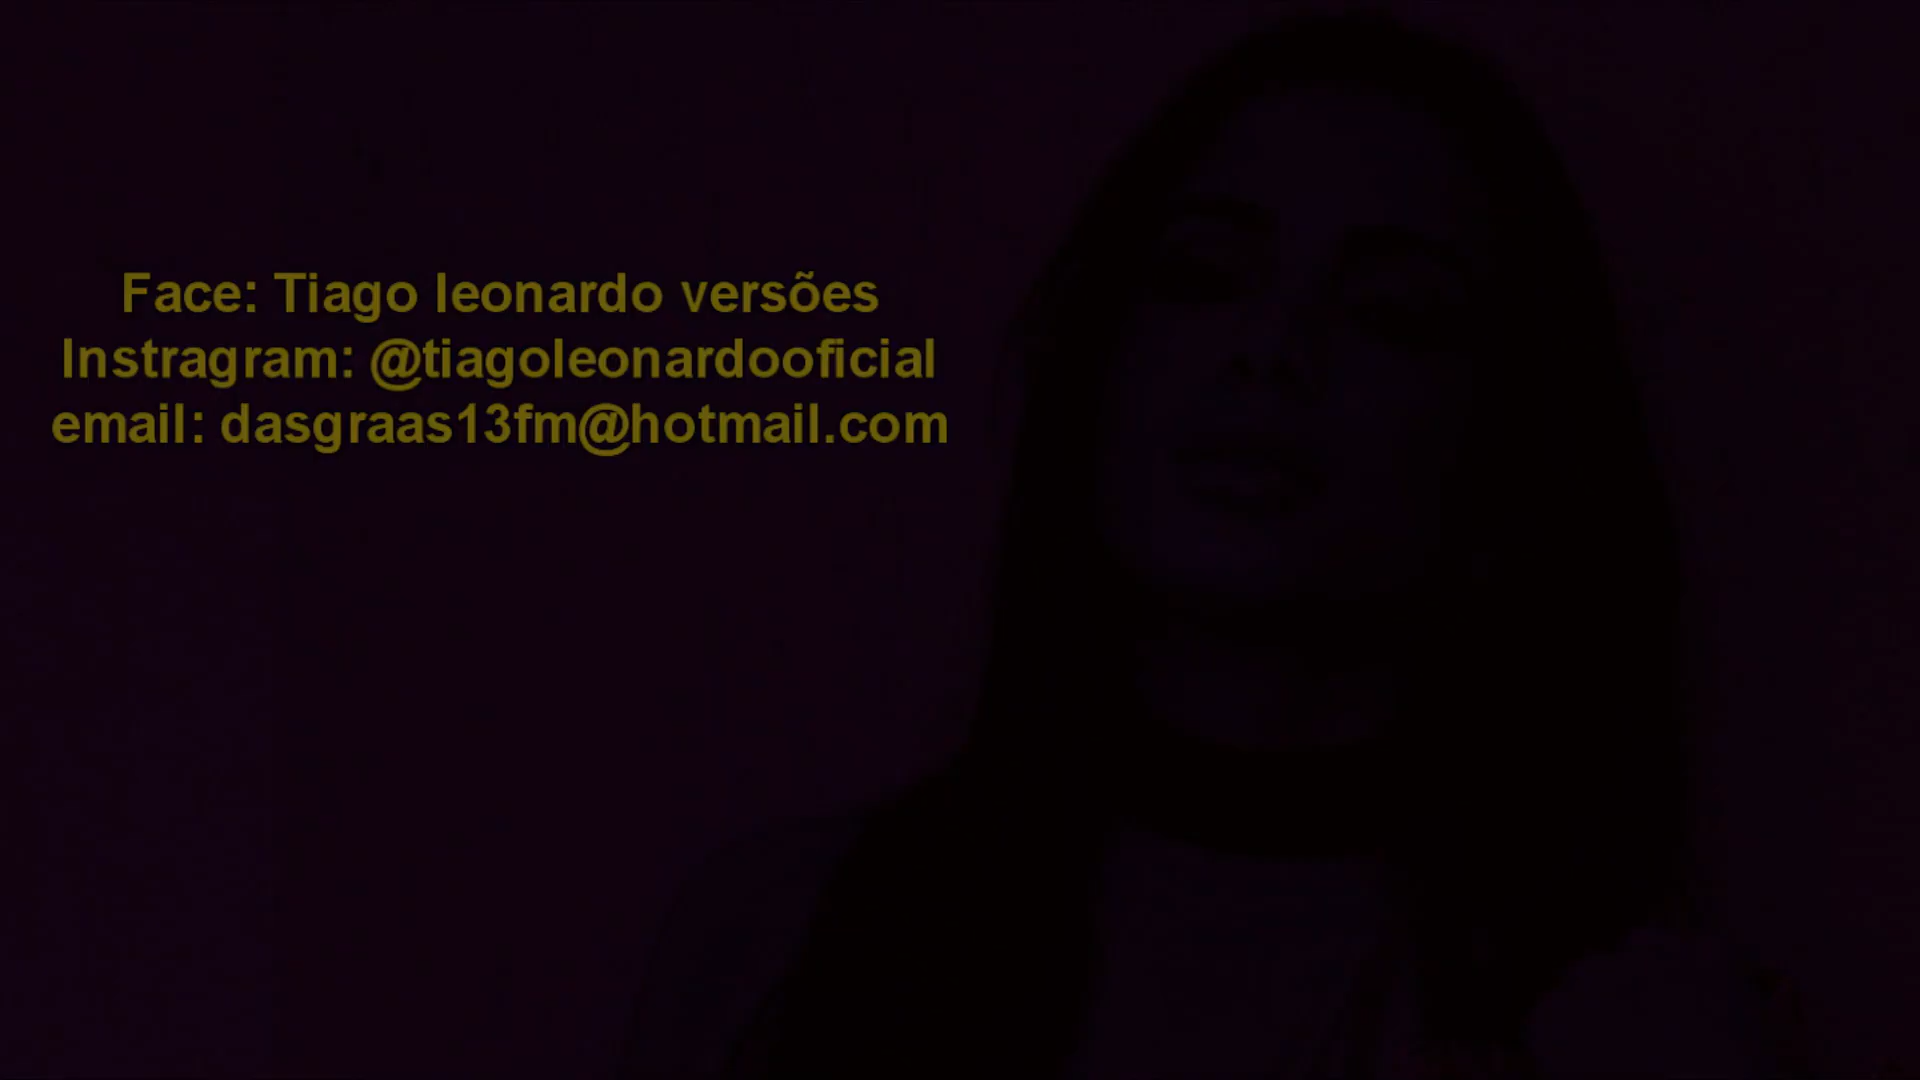 Face: Tiago leonardo versões
Instragram: @tiagoleonardooficial
email: dasgraas13fm@hotmail.com